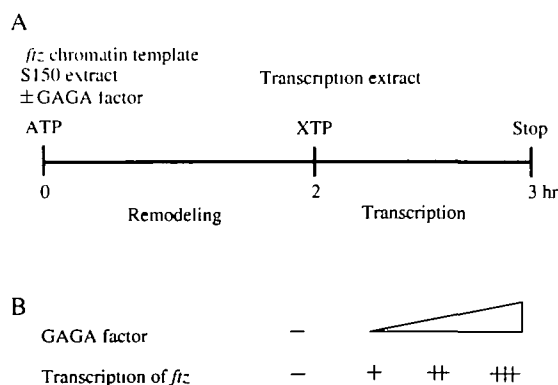 A
ftz chromatin template
S150 extract
Transcription extract
± GAGA factor
ATP XTP Stop
0 2 3 hr
Remodeling Transcription
B
GAGA factor –
Transcription of ftz – + ++ +++